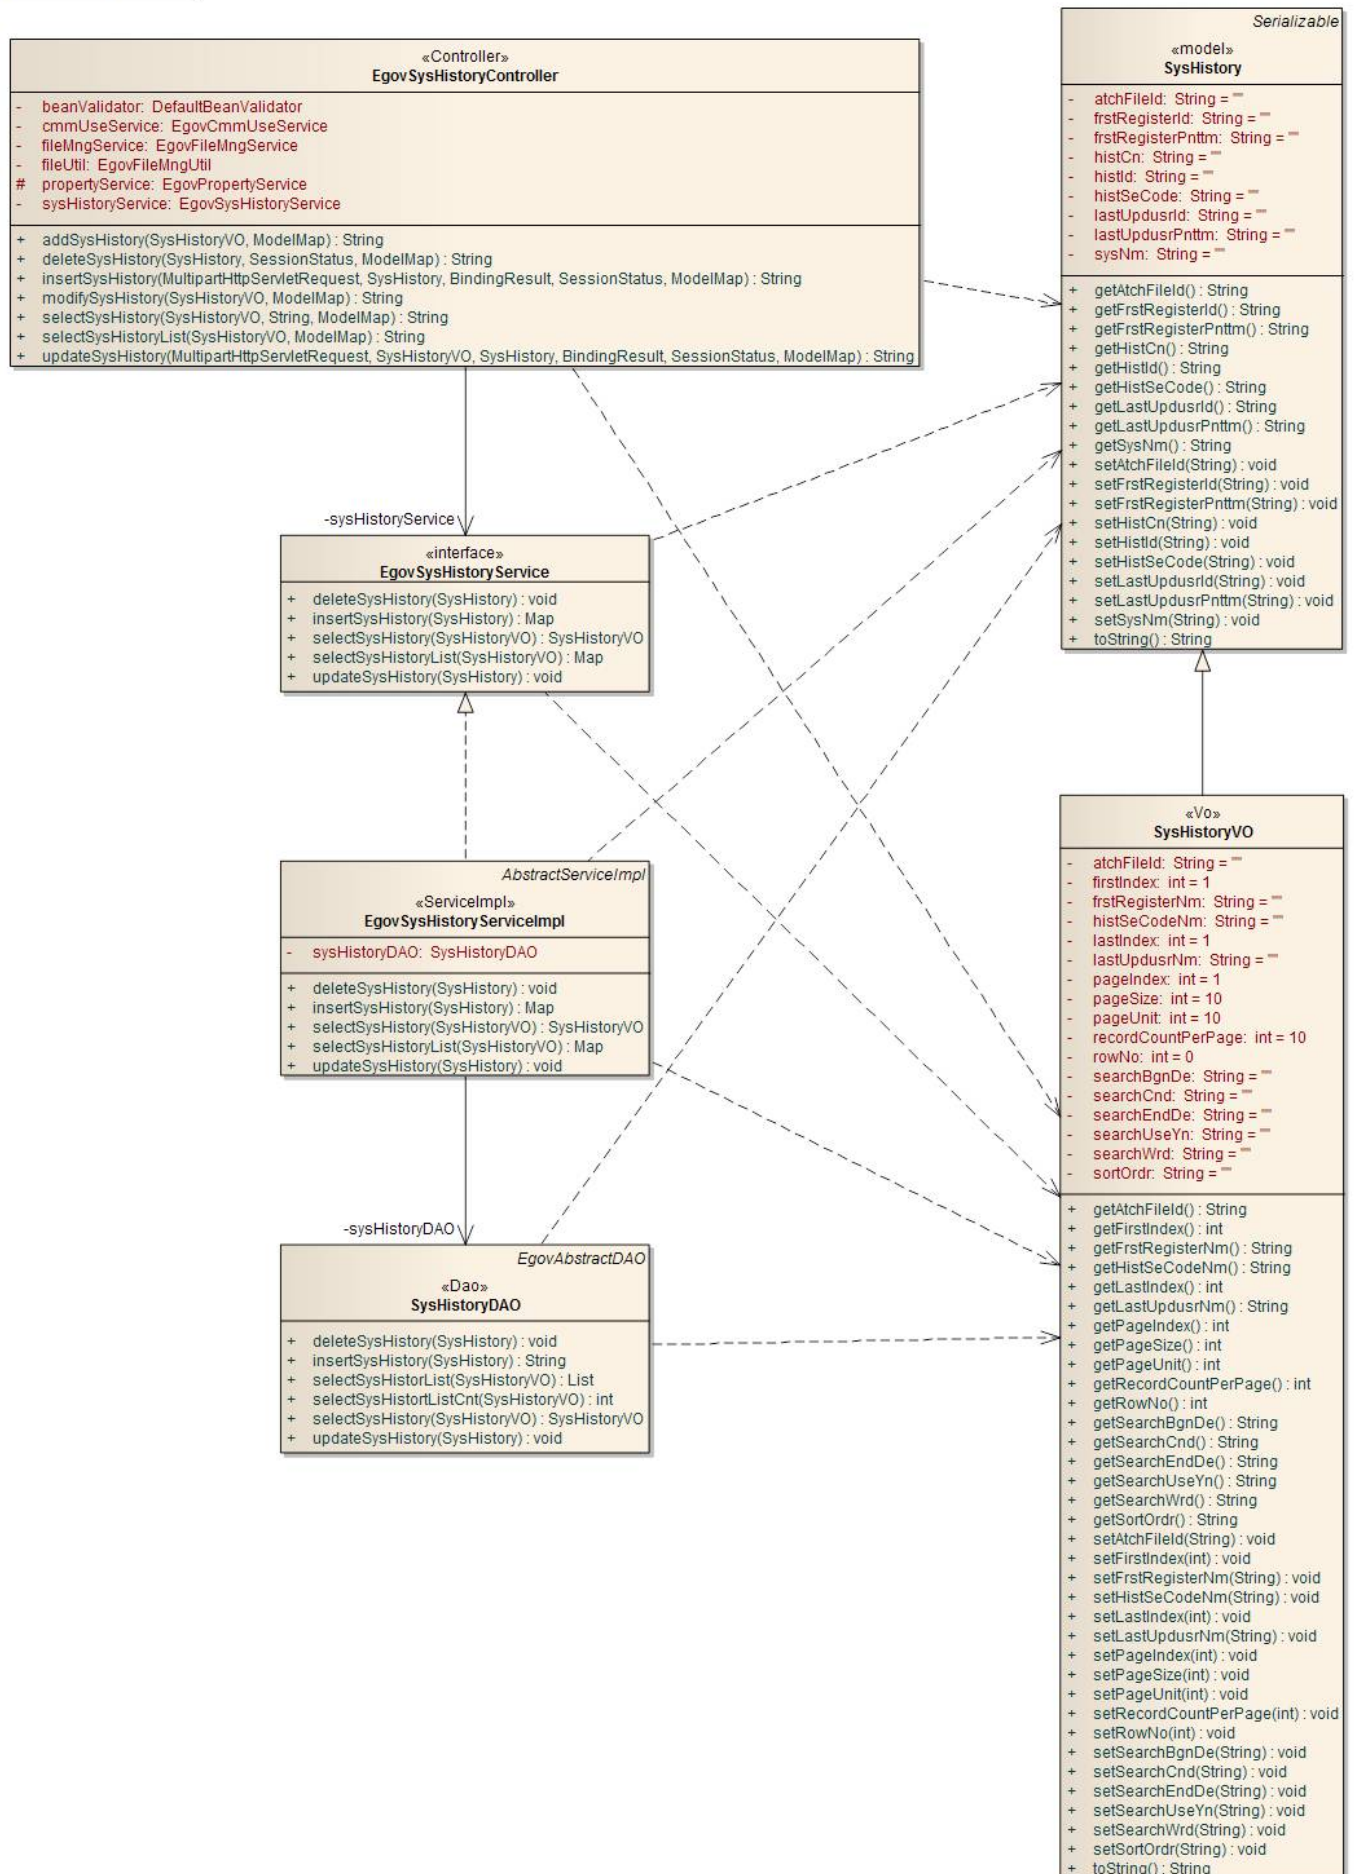 «Controller»
EgovSysHistoryController
- beanValidator: DefaultBeanValidator
- cmmUseService: EgovCmmUseService
- fileMngService: EgovFileMngService
- fileUtil: EgovFileMngUtil
# propertyService: EgovPropertyService
- sysHistoryService: EgovSysHistoryService
+ addSysHistory(SysHistoryVO, ModelMap) : String
+ deleteSysHistory(SysHistory, SessionStatus, ModelMap) : String
+ insertSysHistory(MultipartHttpServletRequest, SysHistory, BindingResult, SessionStatus, ModelMap) : String
+ modifySysHistory(SysHistoryVO, ModelMap) : String
+ selectSysHistory(SysHistoryVO, String, ModelMap) : String
+ selectSysHistoryList(SysHistoryVO, ModelMap) : String
+ updateSysHistory(MultipartHttpServletRequest, SysHistoryVO, SysHistory, BindingResult, SessionStatus, ModelMap) : String
Serializable
«model»
SysHistory
- atchFileId: String = ""
- frstRegisterId: String = ""
- frstRegisterPnttm: String = ""
- histCn: String = ""
- histId: String = ""
- histSeCode: String = ""
- lastUpdusrId: String = ""
- lastUpdusrPnttm: String = ""
- sysNm: String = ""
+ getAtchFileId() : String
+ getFrstRegisterId() : String
+ getFrstRegisterPnttm() : String
+ getHistCn() : String
+ getHistId() : String
+ getHistSeCode() : String
+ getLastUpdusrId() : String
+ getLastUpdusrPnttm() : String
+ getSysNm() : String
+ setAtchFileId(String) : void
+ setFrstRegisterId(String) : void
+ setFrstRegisterPnttm(String) : void
+ setHistCn(String) : void
+ setHistId(String) : void
+ setHistSeCode(String) : void
+ setLastUpdusrId(String) : void
+ setLastUpdusrPnttm(String) : void
+ setSysNm(String) : void
+ toString() : String
-sysHistoryService
«interface»
EgovSysHistoryService
+ deleteSysHistory(SysHistory) : void
+ insertSysHistory(SysHistory) : Map
+ selectSysHistory(SysHistoryVO) : SysHistoryVO
+ selectSysHistoryList(SysHistoryVO) : Map
+ updateSysHistory(SysHistory) : void
AbstractServiceImpl
«ServiceImpl»
EgovSysHistoryServiceImpl
- sysHistoryDAO: SysHistoryDAO
+ deleteSysHistory(SysHistory) : void
+ insertSysHistory(SysHistory) : Map
+ selectSysHistory(SysHistoryVO) : SysHistoryVO
+ selectSysHistoryList(SysHistoryVO) : Map
+ updateSysHistory(SysHistory) : void
-sysHistoryDAO
EgovAbstractDAO
«Dao»
SysHistoryDAO
+ deleteSysHistory(SysHistory) : void
+ insertSysHistory(SysHistory) : String
+ selectSysHistorList(SysHistoryVO) : List
+ selectSysHistortListCnt(SysHistoryVO) : int
+ selectSysHistory(SysHistoryVO) : SysHistoryVO
+ updateSysHistory(SysHistory) : void
«Vo»
SysHistoryVO
- atchFileId: String = ""
- firstIndex: int = 1
- frstRegisterNm: String = ""
- histSeCodeNm: String = ""
- lastIndex: int = 1
- lastUpdusrNm: String = ""
- pageIndex: int = 1
- pageSize: int = 10
- pageUnit: int = 10
- recordCountPerPage: int = 10
- rowNo: int = 0
- searchBgnDe: String = ""
- searchCnd: String = ""
- searchEndDe: String = ""
- searchUseYn: String = ""
- searchWrd: String = ""
- sortOrdr: String = ""
+ getAtchFileId() : String
+ getFirstIndex() : int
+ getFrstRegisterNm() : String
+ getHistSeCodeNm() : String
+ getLastIndex() : int
+ getLastUpdusrNm() : String
+ getPageIndex() : int
+ getPageSize() : int
+ getPageUnit() : int
+ getRecordCountPerPage() : int
+ getRowNo() : int
+ getSearchBgnDe() : String
+ getSearchCnd() : String
+ getSearchEndDe() : String
+ getSearchUseYn() : String
+ getSearchWrd() : String
+ getSortOrdr() : String
+ setAtchFileId(String) : void
+ setFirstIndex(int) : void
+ setFrstRegisterNm(String) : void
+ setHistSeCodeNm(String) : void
+ setLastIndex(int) : void
+ setLastUpdusrNm(String) : void
+ setPageIndex(int) : void
+ setPageSize(int) : void
+ setPageUnit(int) : void
+ setRecordCountPerPage(int) : void
+ setRowNo(int) : void
+ setSearchBgnDe(String) : void
+ setSearchCnd(String) : void
+ setSearchEndDe(String) : void
+ setSearchUseYn(String) : void
+ setSearchWrd(String) : void
+ setSortOrdr(String) : void
+ toString() : String